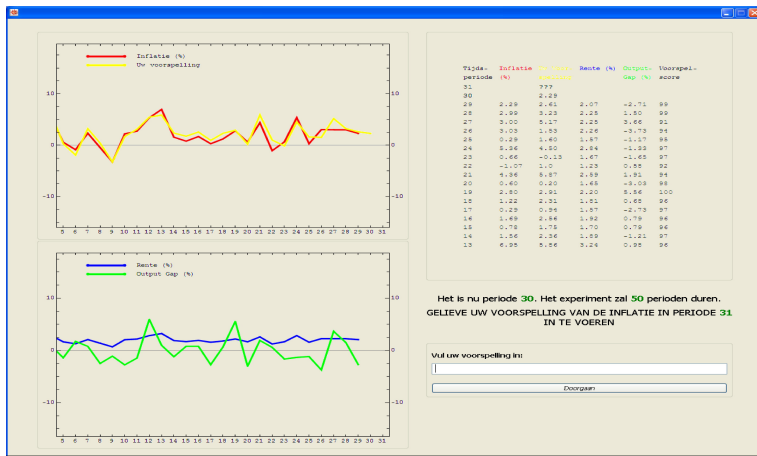 Inflatie (%)
Uw voorspelling
10
10
0
0
-10
-10
5 6 7 8 9 10 11 12 13 14 15 16 17 18 19 20 21 22 23 24 25 26 27 28 29 30 31
Rente (%)
Output Gap (%)
10
10
0
0
-10
-10
5 6 7 8 9 10 11 12 13 14 15 16 17 18 19 20 21 22 23 24 25 26 27 28 29 30 31
Tijds- Inflatie Rente (%) Output- Voorspel-
periode (%) Gap (%) score
31 ???
30 2.29
29 2.29 2.61 2.07 -2.71 99
28 2.99 3.23 2.25 1.50 99
27 3.00 5.17 2.25 3.66 91
26 3.03 1.53 2.26 -3.73 94
25 0.29 1.60 1.57 -1.17 95
24 5.36 4.50 2.84 -1.33 97
23 0.66 -0.13 1.67 -1.65 97
22 -1.07 1.0 1.23 0.55 92
21 4.36 5.87 2.59 1.91 94
20 0.60 0.20 1.65 -3.03 98
19 2.80 2.91 2.20 5.56 100
18 1.22 2.31 1.81 0.68 96
17 0.29 0.94 1.57 -2.73 97
16 1.69 2.56 1.92 0.79 96
15 0.78 1.75 1.70 0.79 96
14 1.56 2.36 1.89 -1.21 97
13 6.95 5.86 3.24 0.95 96
Het is nu periode 30. Het experiment zal 50 perioden duren.
GELIEVE UW VOORSPELLING VAN DE INFLATIE IN PERIODE 31
IN TE VOEREN
Vul uw voorspelling in:
Doorgaan